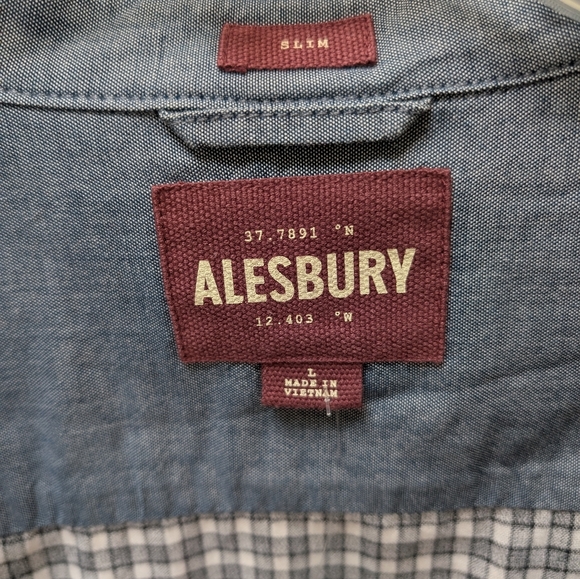 SLIM
37.7891 °N
ALESBURY
12.403 °W
L
MADE IN
VIETNAM